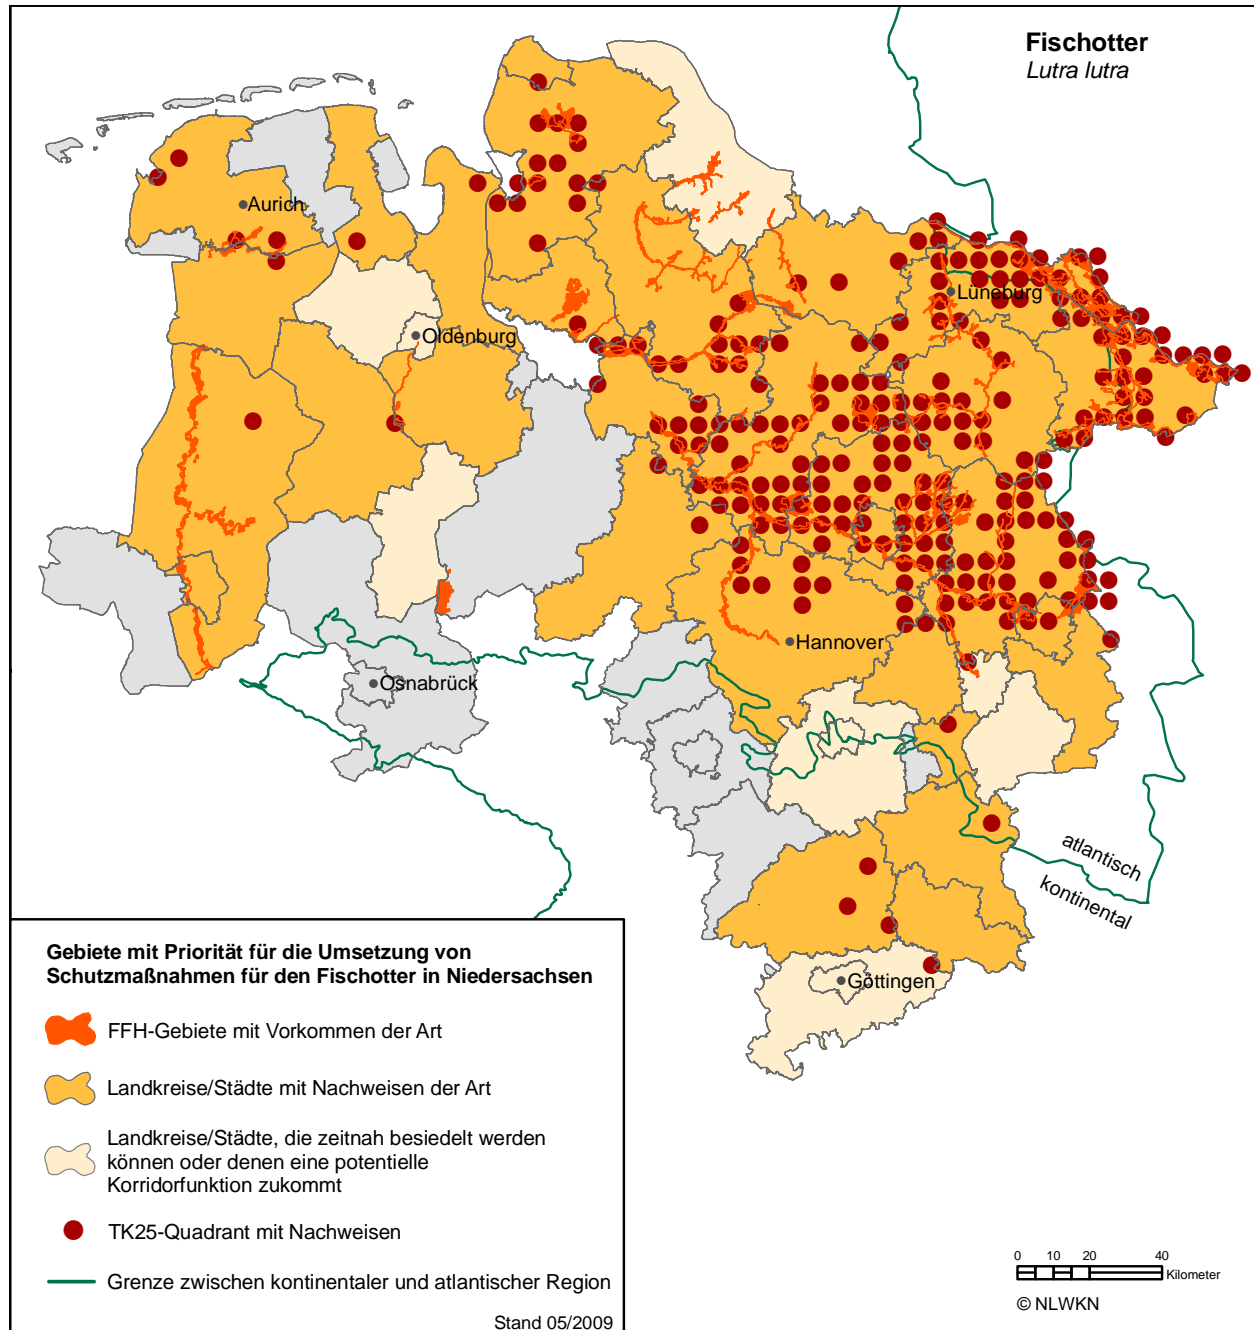 Fischotter
Lutra lutra
Aurich
Lüneburg
Oldenburg
Hannover
Osnabrück
atlantisch
kontinental
Göttingen
Gebiete mit Priorität für die Umsetzung von
Schutzmaßnahmen für den Fischotter in Niedersachsen
FFH-Gebiete mit Vorkommen der Art
Landkreise/Städte mit Nachweisen der Art
Landkreise/Städte, die zeitnah besiedelt werden
können oder denen eine potentielle
Korridorfunktion zukommt
TK25-Quadrant mit Nachweisen
Grenze zwischen kontinentaler und atlantischer Region
Stand 05/2009
0 10 20 40
Kilometer
© NLWKN